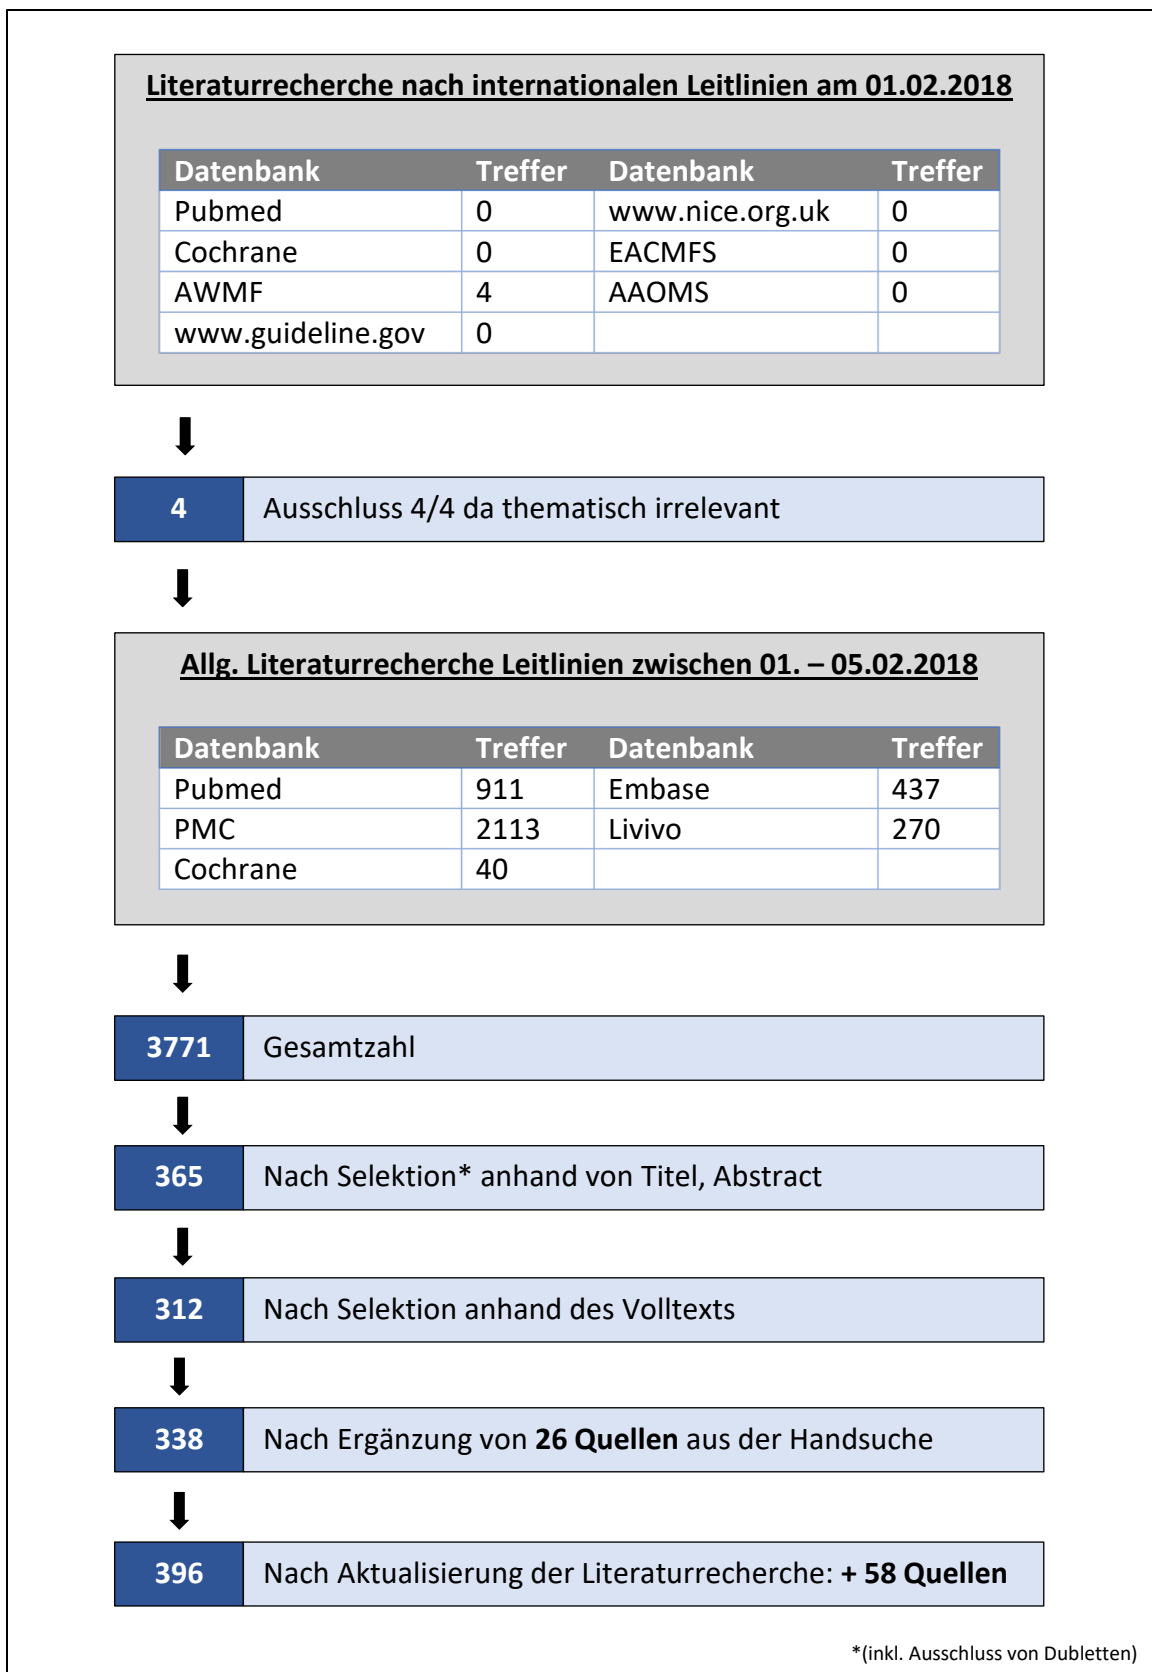 Literaturrecherche nach internationalen Leitlinien am 01.02.2018
Datenbank Treffer Datenbank Treffer
Pubmed 0 www.nice.org.uk 0
Cochrane 0 EACMFS 0
AWMF 4 AAOMS 0
www.guideline.gov 0
4 Ausschluss 4/4 da thematisch irrelevant
Allg. Literaturrecherche Leitlinien zwischen 01. – 05.02.2018
Datenbank Treffer Datenbank Treffer
Pubmed 911 Embase 437
PMC 2113 Livivo 270
Cochrane 40
3771 Gesamtzahl
365 Nach Selektion* anhand von Titel, Abstract
312 Nach Selektion anhand des Volltexts
338 Nach Ergänzung von 26 Quellen aus der Handsuche
396 Nach Aktualisierung der Literaturrecherche: + 58 Quellen
*(inkl. Ausschluss von Dubletten)